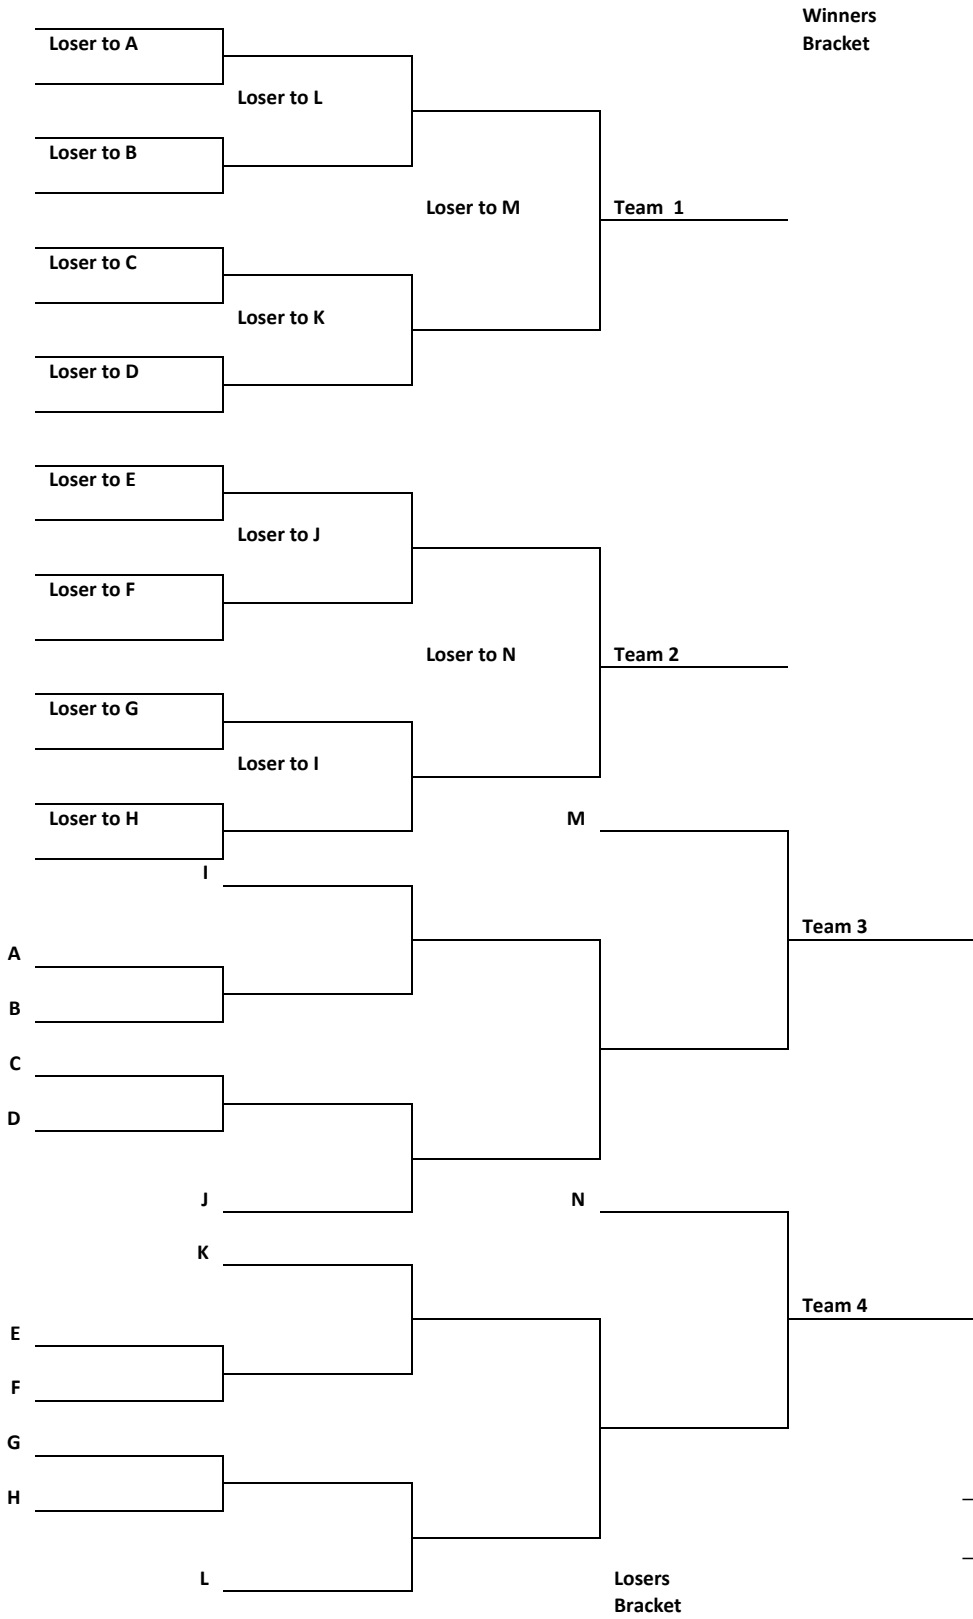 Winners
Bracket
Loser to A
Loser to L
Loser to B
Loser to M
Team  1
Loser to C
Loser to K
Loser to D
Loser to E
Loser to J
Loser to F
Loser to N
Team 2
Loser to G
Loser to I
Loser to H
M
I
Team 3
A
B
C
D
J
N
K
Team 4
E
F
G
H
L
Losers
Bracket